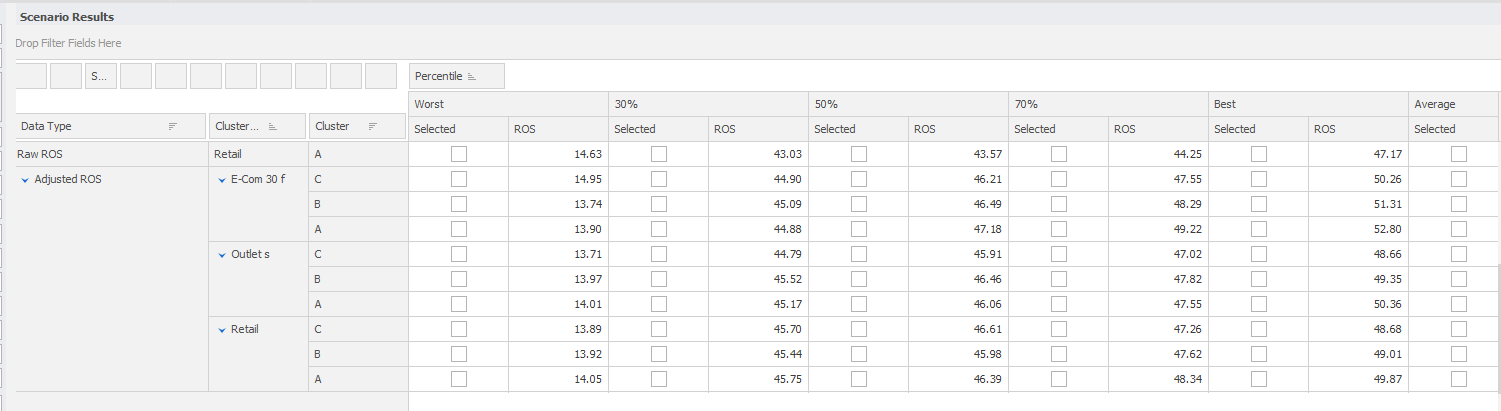 Scenario Results
Drop Filter Fields Here
S... Percentile
Worst 30% 50% 70% Best Average
Data Type Cluster... Cluster Selected ROS Selected ROS Selected ROS Selected ROS Selected ROS Selected
Raw ROS Retail A 14.63 43.03 43.57 44.25 47.17
Adjusted ROS E-Com 30 f C 14.95 44.90 46.21 47.55 50.26
B 13.74 45.09 46.49 48.29 51.31
A 13.90 44.88 47.18 49.22 52.80
Outlet s C 13.71 44.79 45.91 47.02 48.66
B 13.97 45.52 46.46 47.82 49.35
A 14.01 45.17 46.06 47.55 50.36
Retail C 13.89 45.70 46.61 47.26 48.68
B 13.92 45.44 45.98 47.62 49.01
A 14.05 45.75 46.39 48.34 49.87